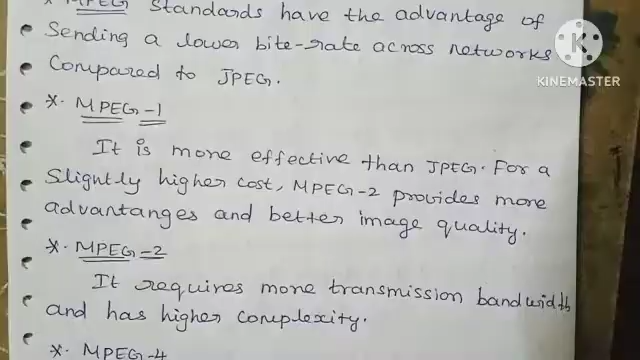 * MPEG Standards have the advantage of
Sending a lower bite-rate across networks
Compared to JPEG.
*. MPEG-1
It is more effective than JPEG. For a
Slightly higher cost, MPEG-2 provides more
advantanges and better image quality.
*. MPEG-2
It requires more transmission bandwidth
and has higher complexity.
*. MPEG-4
K
KINEMASTER